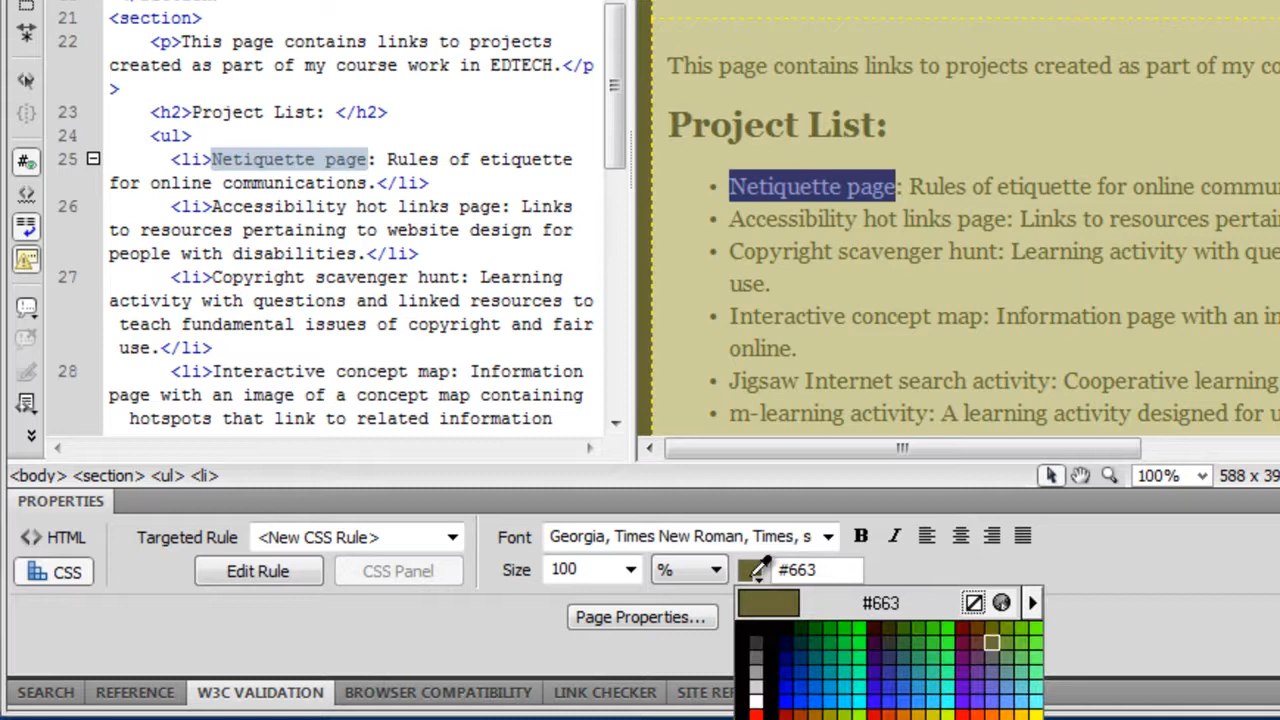 21 <section>
22 <p>This page contains links to projects
created as part of my course work in EDTECH.</p
>
23 <h2>Project List: </h2>
24 <ul>
25 <li>Netiquette page: Rules of etiquette
for online communications.</li>
26 <li>Accessibility hot links page: Links
to resources pertaining to website design for
people with disabilities.</li>
27 <li>Copyright scavenger hunt: Learning
activity with questions and linked resources to
teach fundamental issues of copyright and fair
use.</li>
28 <li>Interactive concept map: Information
page with an image of a concept map containing
hotspots that link to related information
This page contains links to projects created as part of my co
Project List:
• Netiquette page: Rules of etiquette for online commu
• Accessibility hot links page: Links to resources pertai
• Copyright scavenger hunt: Learning activity with que
use.
• Interactive concept map: Information page with an in
online.
• Jigsaw Internet search activity: Cooperative learning
• m-learning activity: A learning activity designed for u
<body> <section> <ul> <li>
100% 588 x 39
PROPERTIES
<> HTML Targeted Rule <New CSS Rule> Font Georgia, Times New Roman, Times, s B I
CSS Edit Rule CSS Panel Size 100 % #663
#663
Page Properties...
SEARCH REFERENCE W3C VALIDATION BROWSER COMPATIBILITY LINK CHECKER SITE RE